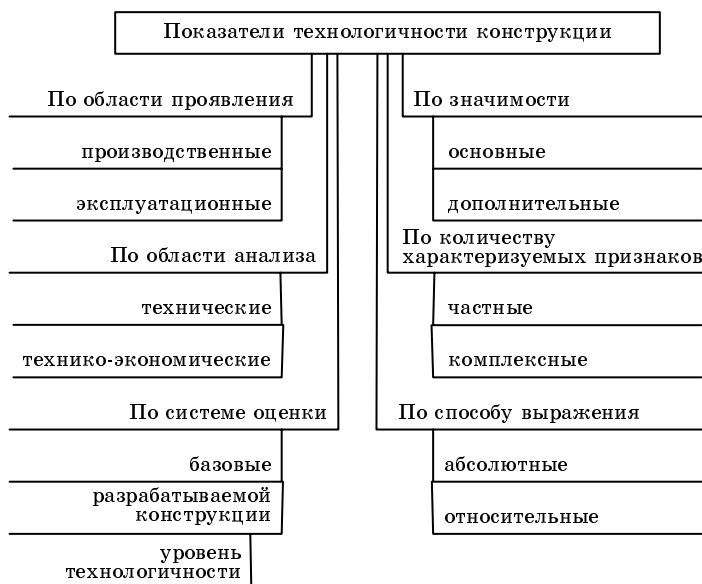 Показатели технологичности конструкции
По области проявления
производственные
эксплуатационные
По области анализа
технические
технико-экономические
По системе оценки
базовые
разрабатываемой
конструкции
уровень
технологичности
По значимости
основные
дополнительные
По количеству
характеризуемых признаков
частные
комплексные
По способу выражения
абсолютные
относительные